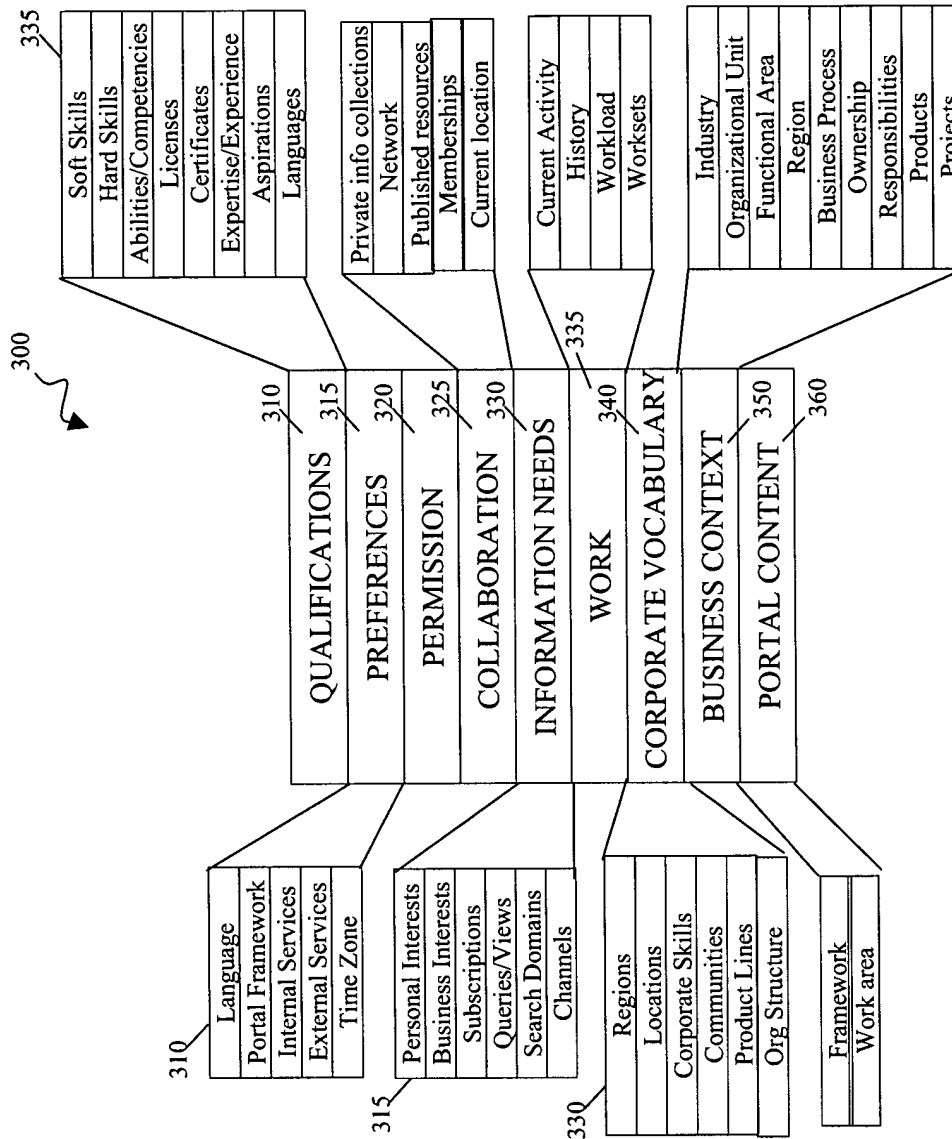 300
310
Language
Portal Framework
Internal Services
External Services
Time Zone
315
Personal Interests
Business Interests
Subscriptions
Queries/Views
Search Domains
Channels
330
Regions
Locations
Corporate Skills
Communities
Product Lines
Org Structure
Framework
Work area
QUALIFICATIONS 310
PREFERENCES 315
PERMISSION 320
COLLABORATION 325
INFORMATION NEEDS 330
WORK 335
CORPORATE VOCABULARY 340
BUSINESS CONTEXT 350
PORTAL CONTENT 360
335
Soft Skills
Hard Skills
Abilities/Competencies
Licenses
Certificates
Expertise/Experience
Aspirations
Languages
Private info collections
Network
Published resources
Memberships
Current location
Current Activity
History
Workload
Worksets
Industry
Organizational Unit
Functional Area
Region
Business Process
Ownership
Responsibilities
Products
Projects